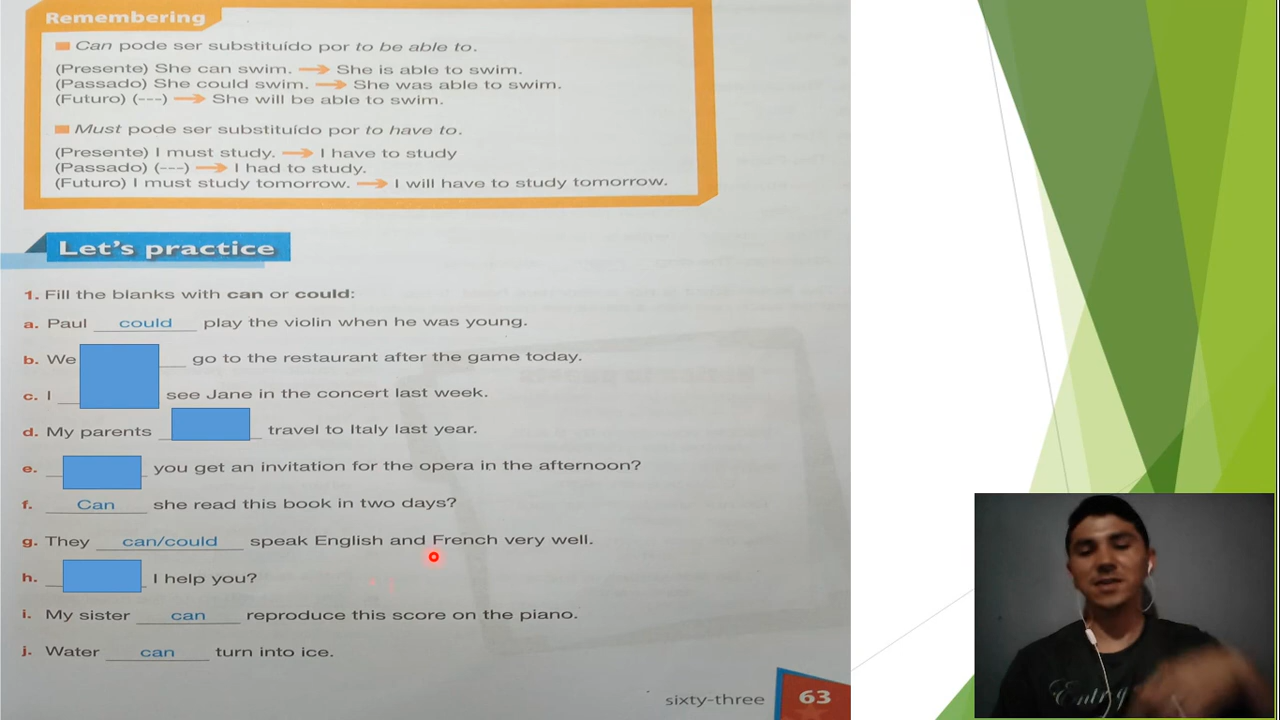 Remembering
Can pode ser substituído por to be able to.
(Presente) She can swim. → She is able to swim.
(Passado) She could swim. → She was able to swim.
(Futuro) (---) → She will be able to swim.
Must pode ser substituído por to have to.
(Presente) I must study. → I have to study
(Passado) (---) → I had to study.
(Futuro) I must study tomorrow. → I will have to study tomorrow.
Let's practice
1. Fill the blanks with can or could:
a. Paul could play the violin when he was young.
b. We ___ go to the restaurant after the game today.
c. I ___ see Jane in the concert last week.
d. My parents ___ travel to Italy last year.
e. ___ you get an invitation for the opera in the afternoon?
f. Can she read this book in two days?
g. They can/could speak English and French very well.
h. ___ I help you?
i. My sister can reproduce this score on the piano.
j. Water can turn into ice.
sixty-three 63